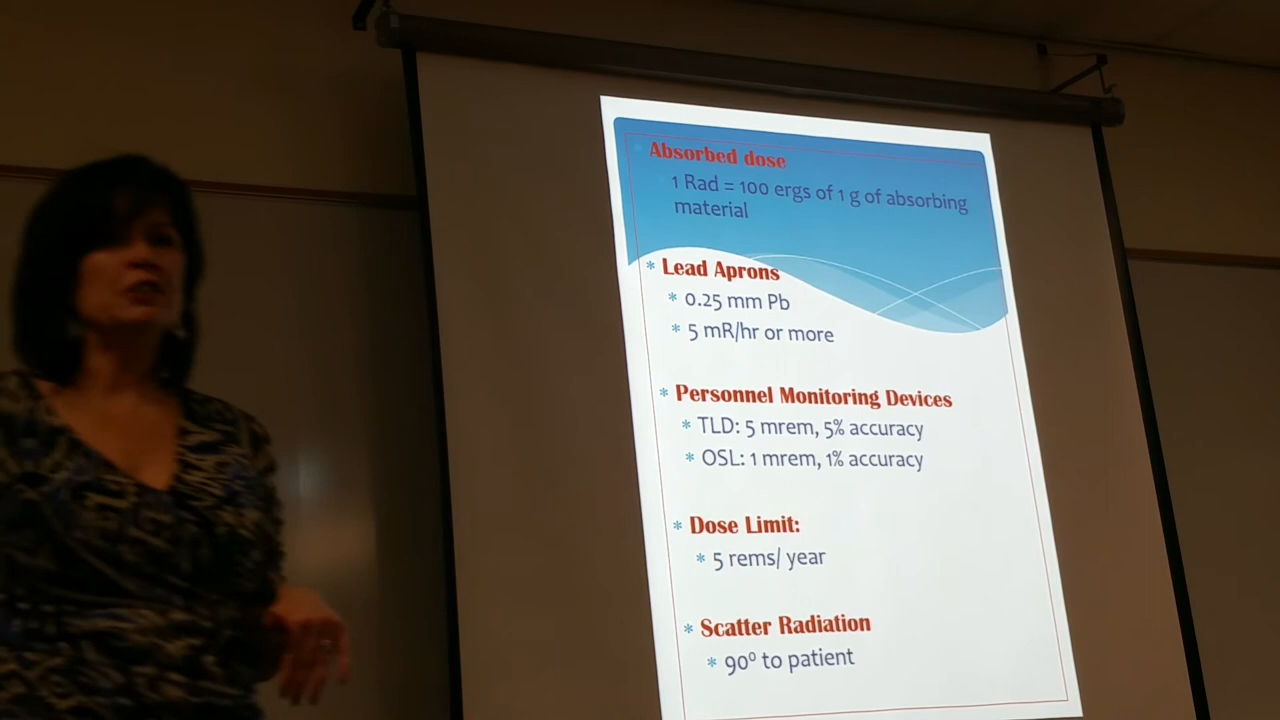 Absorbed dose
1 Rad = 100 ergs of 1 g of absorbing
material
* Lead Aprons
* 0.25 mm Pb
* 5 mR/hr or more
* Personnel Monitoring Devices
* TLD: 5 mrem, 5% accuracy
* OSL: 1 mrem, 1% accuracy
* Dose Limit:
* 5 rems/ year
* Scatter Radiation
* 90⁰ to patient